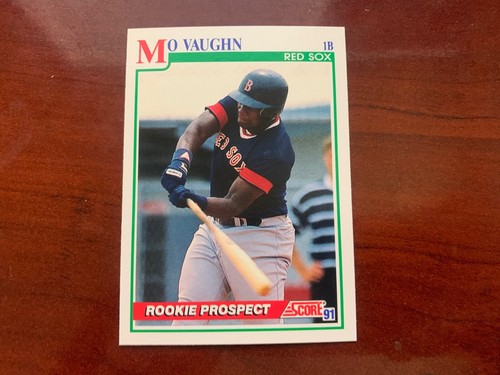 MO VAUGHN
1B
RED SOX
B
RED SOX
ROOKIE PROSPECT
SCORE 91